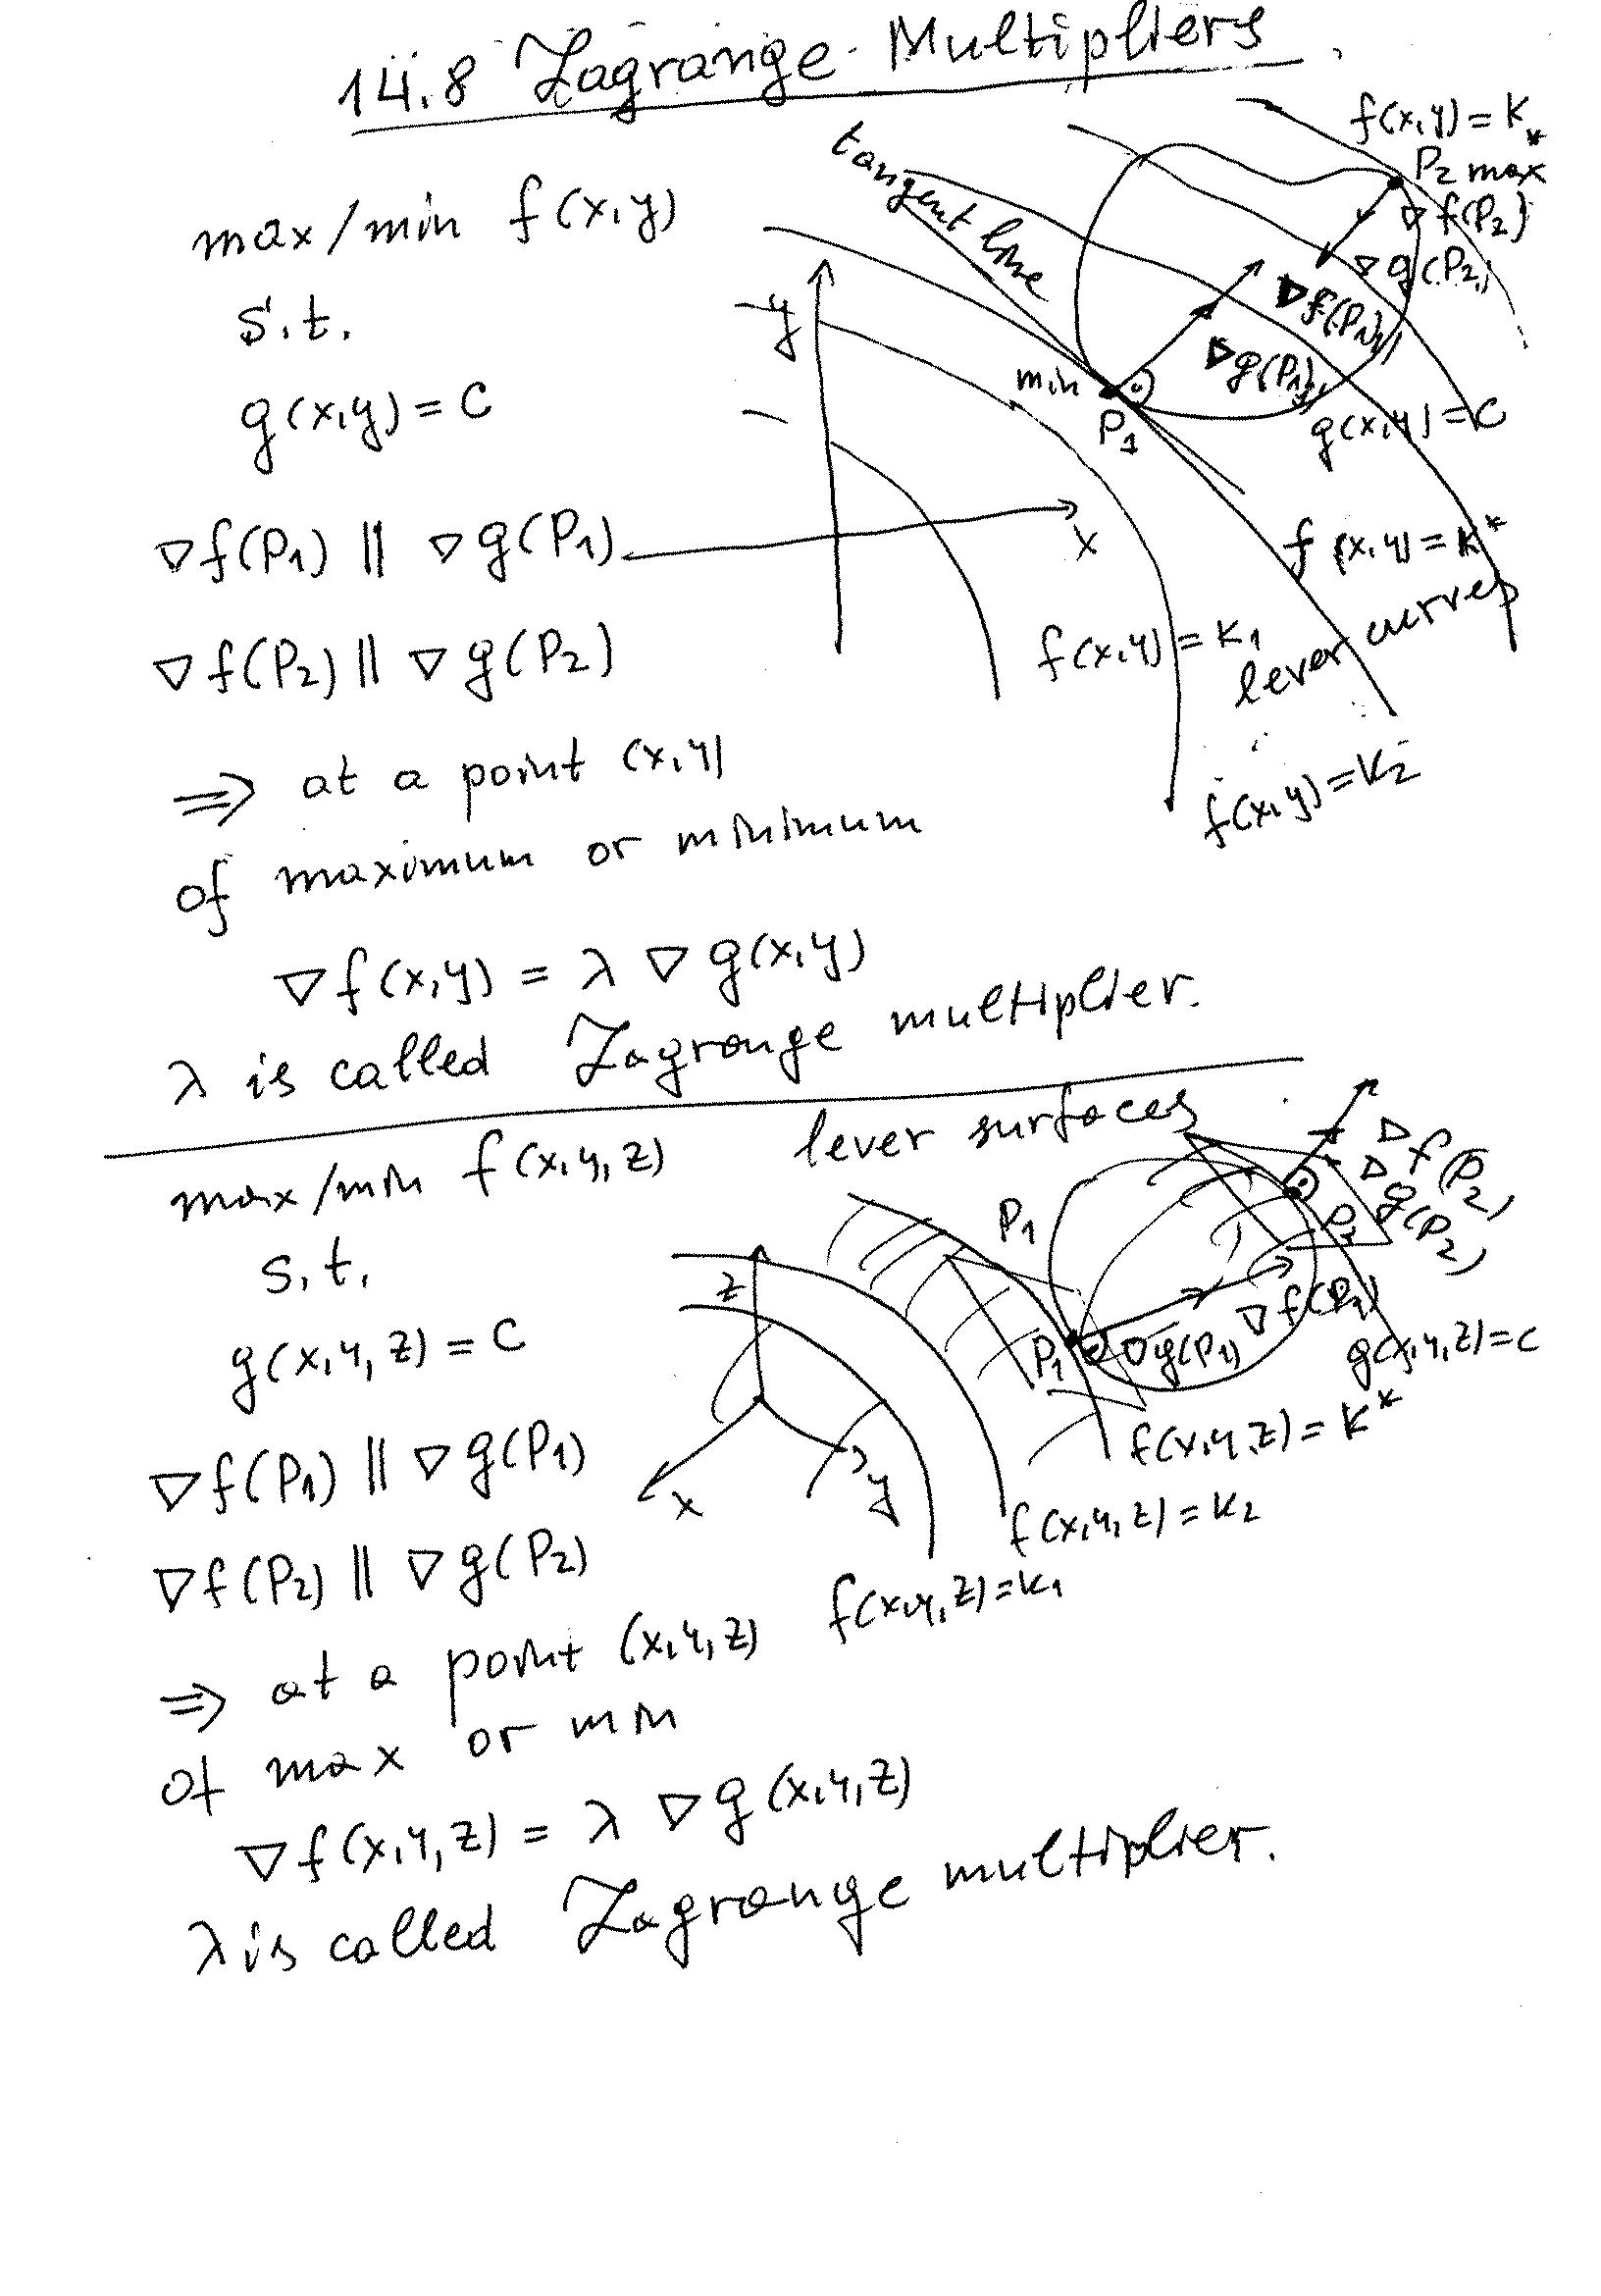 14.8 Lagrange Multipliers
max/min f(x,y)
s.t.
g(x,y) = C
∇f(P1) || ∇g(P1)
∇f(P2) || ∇g(P2)
⇒ at a point (x,y)
of maximum or minimum
∇f(x,y) = λ ∇g(x,y)
λ is called Lagrange multiplier.
tangent line
y
x
f(x,y) = K*
P2 max
∇f(P2)
∇g(P2)
∇f(P1)
∇g(P1)
min
P1
g(x,y) = C
f(x,y) = K*
lever curves
f(x,y) = K1
f(x,y) = K2
max/min f(x,y,z)
s.t.
g(x,y,z) = C
∇f(P1) || ∇g(P1)
∇f(P2) || ∇g(P2)
⇒ at a point (x,y,z)
of max or min
∇f(x,y,z) = λ ∇g(x,y,z)
λ is called Lagrange multiplier.
lever surfaces
z
x
y
P1
∇f(P2)
∇g(P2)
P2
∇f(P1)
P1
∇g(P1)
g(x,y,z) = C
f(x,y,z) = K*
f(x,y,z) = K2
f(x,y,z) = K1